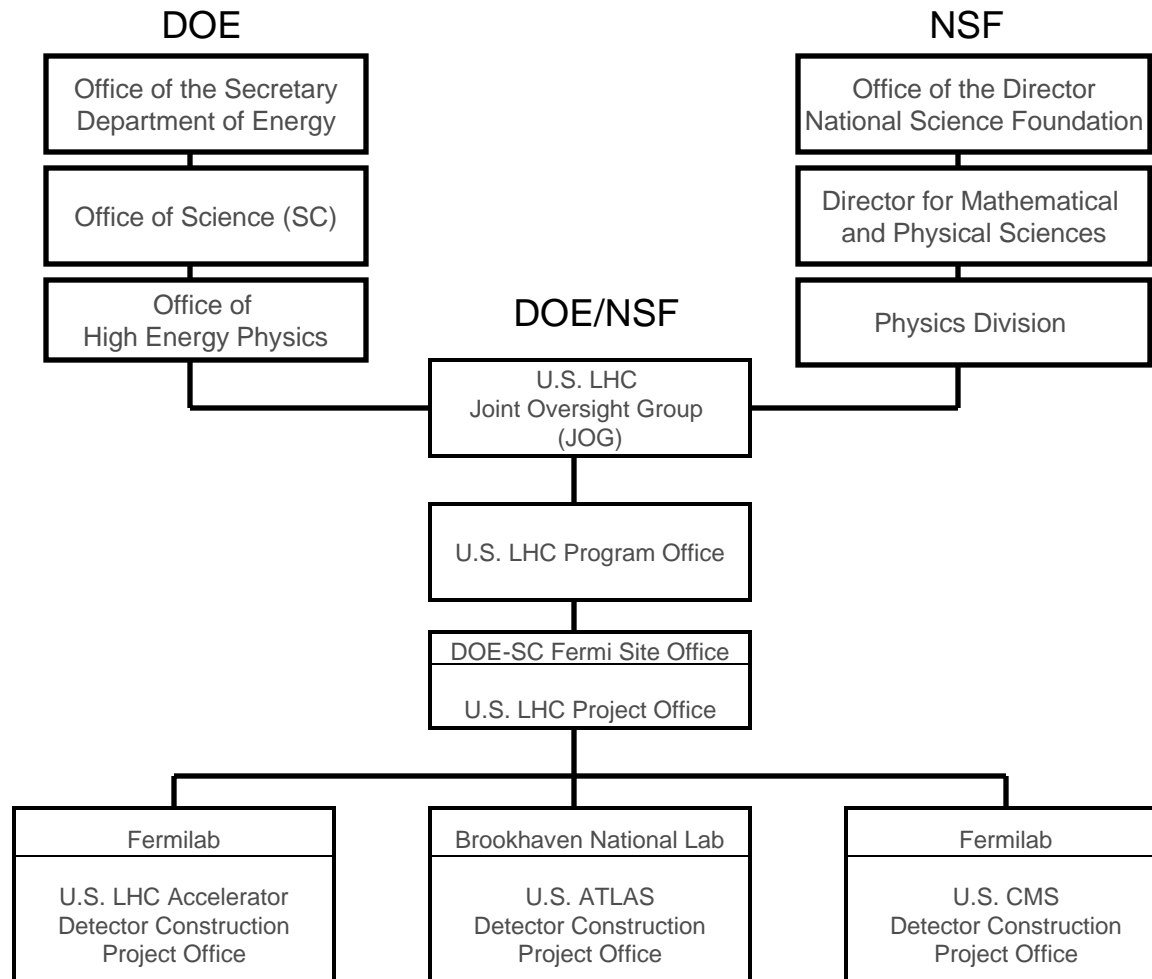 DOE
Office of the Secretary
Department of Energy
Office of Science (SC)
Office of
High Energy Physics
NSF
Office of the Director
National Science Foundation
Director for Mathematical
and Physical Sciences
Physics Division
DOE/NSF
U.S. LHC
Joint Oversight Group
(JOG)
U.S. LHC Program Office
DOE-SC Fermi Site Office
U.S. LHC Project Office
Fermilab
U.S. LHC Accelerator
Detector Construction
Project Office
Brookhaven National Lab
U.S. ATLAS
Detector Construction
Project Office
Fermilab
U.S. CMS
Detector Construction
Project Office